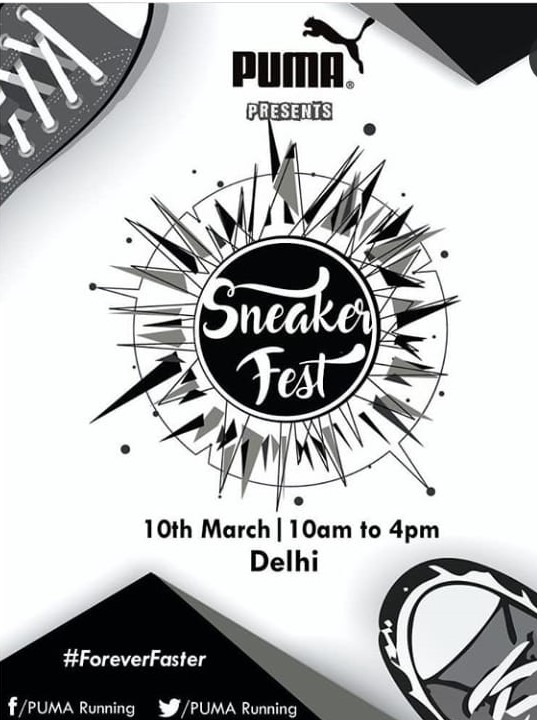 PUMA®
PRESENTS
Sneaker
Fest
10th March|10am to 4pm
Delhi
#ForeverFaster
f/PUMA Running /PUMA Running